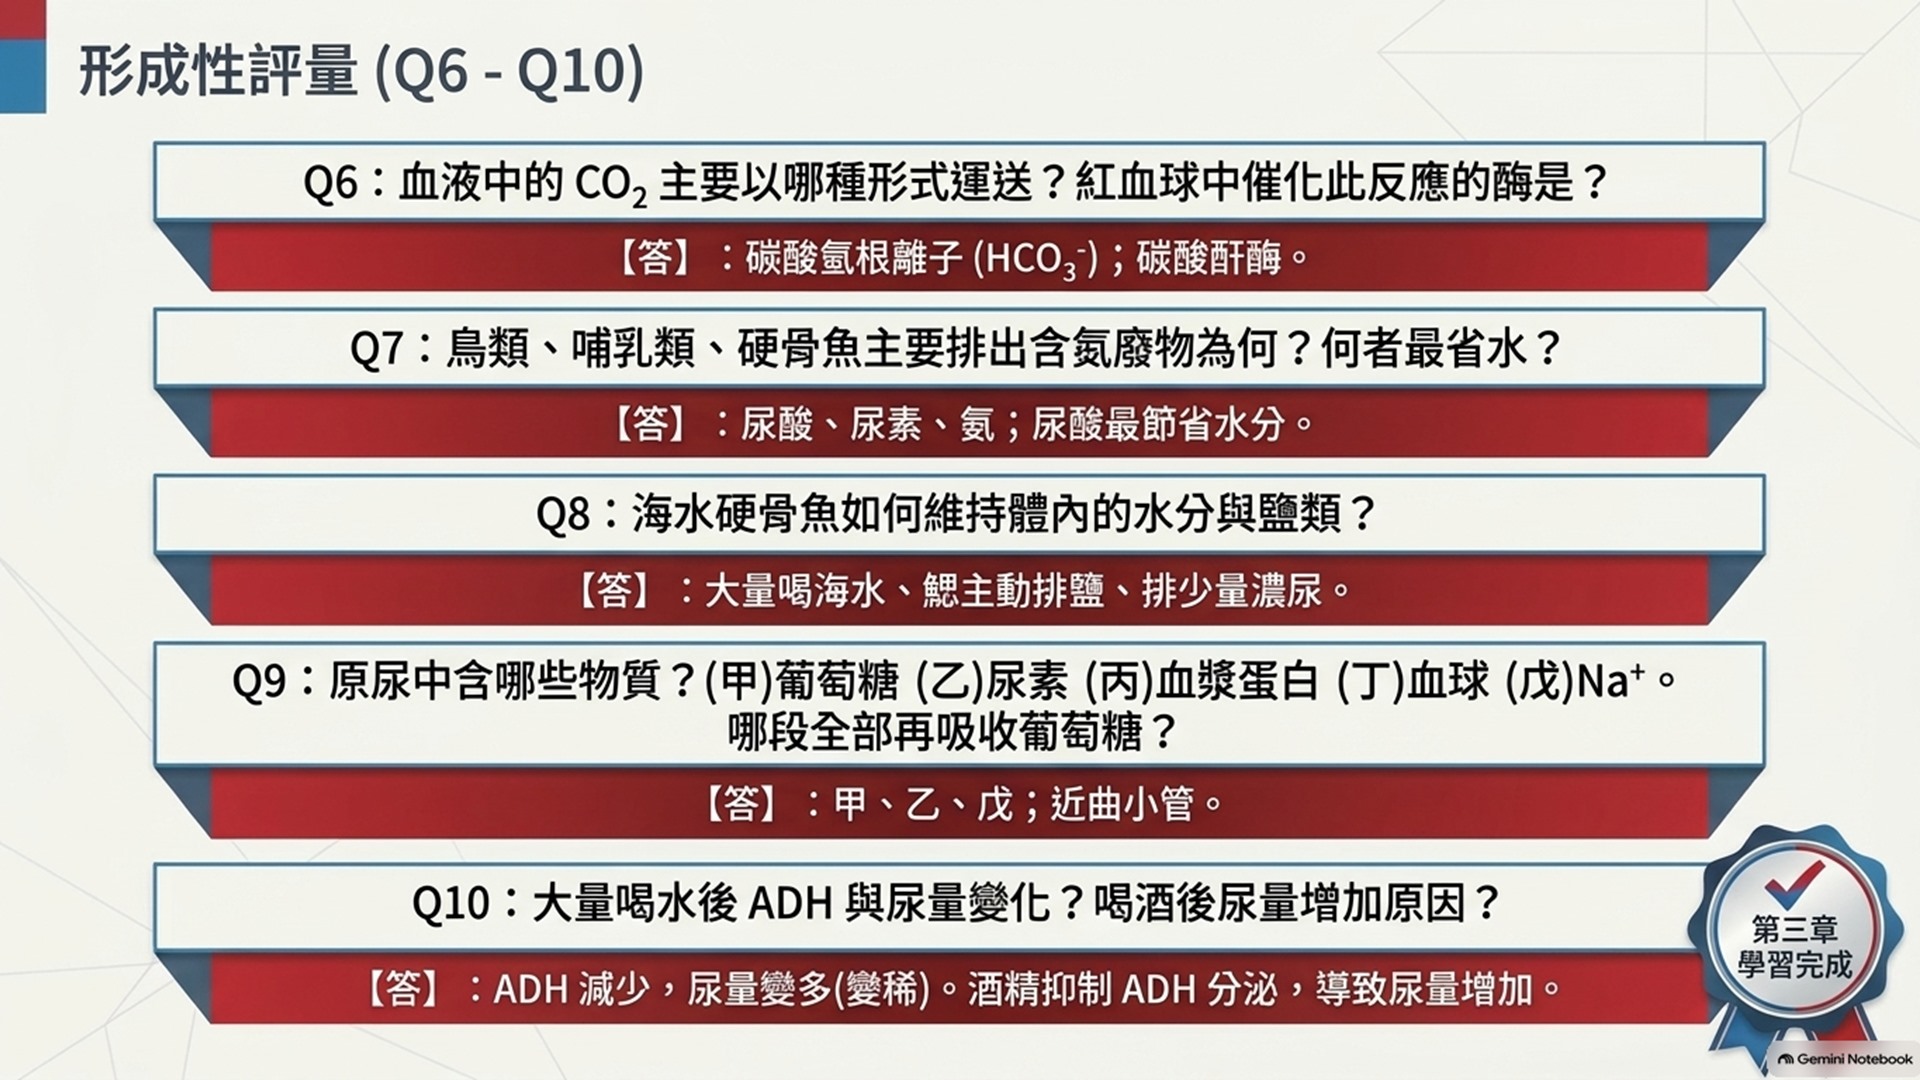 形成性評量 (Q6 - Q10)
Q6：血液中的 CO₂ 主要以哪種形式運送？紅血球中催化此反應的酶是？
【答】：碳酸氫根離子 (HCO₃⁻)；碳酸酐酶。
Q7：鳥類、哺乳類、硬骨魚主要排出含氮廢物為何？何者最省水？
【答】：尿酸、尿素、氨；尿酸最節省水分。
Q8：海水硬骨魚如何維持體內的水分與鹽類？
【答】：大量喝海水、鰓主動排鹽、排少量濃尿。
Q9：原尿中含哪些物質？(甲)葡萄糖 (乙)尿素 (丙)血漿蛋白 (丁)血球 (戊)Na⁺。
哪段全部再吸收葡萄糖？
【答】：甲、乙、戊；近曲小管。
Q10：大量喝水後 ADH 與尿量變化？喝酒後尿量增加原因？
【答】：ADH 減少，尿量變多(變稀)。酒精抑制 ADH 分泌，導致尿量增加。
第三章
學習完成
Gemini Notebook